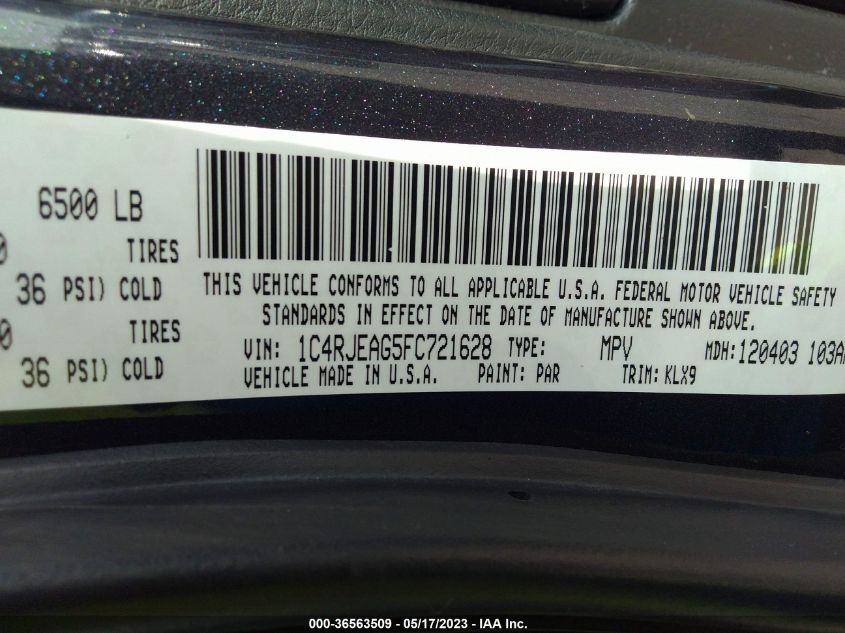 6500 LB
0 TIRES
36 PSI) COLD
0 TIRES
36 PSI) COLD
THIS VEHICLE CONFORMS TO ALL APPLICABLE U.S.A. FEDERAL MOTOR VEHICLE SAFETY
STANDARDS IN EFFECT ON THE DATE OF MANUFACTURE SHOWN ABOVE.
VIN: 1C4RJEAG5FC721628 TYPE: MPV MDH: 120403 103A
VEHICLE MADE IN U.S.A. PAINT: PAR TRIM: KLX9
000-36563509 - 05/17/2023 - IAA Inc.